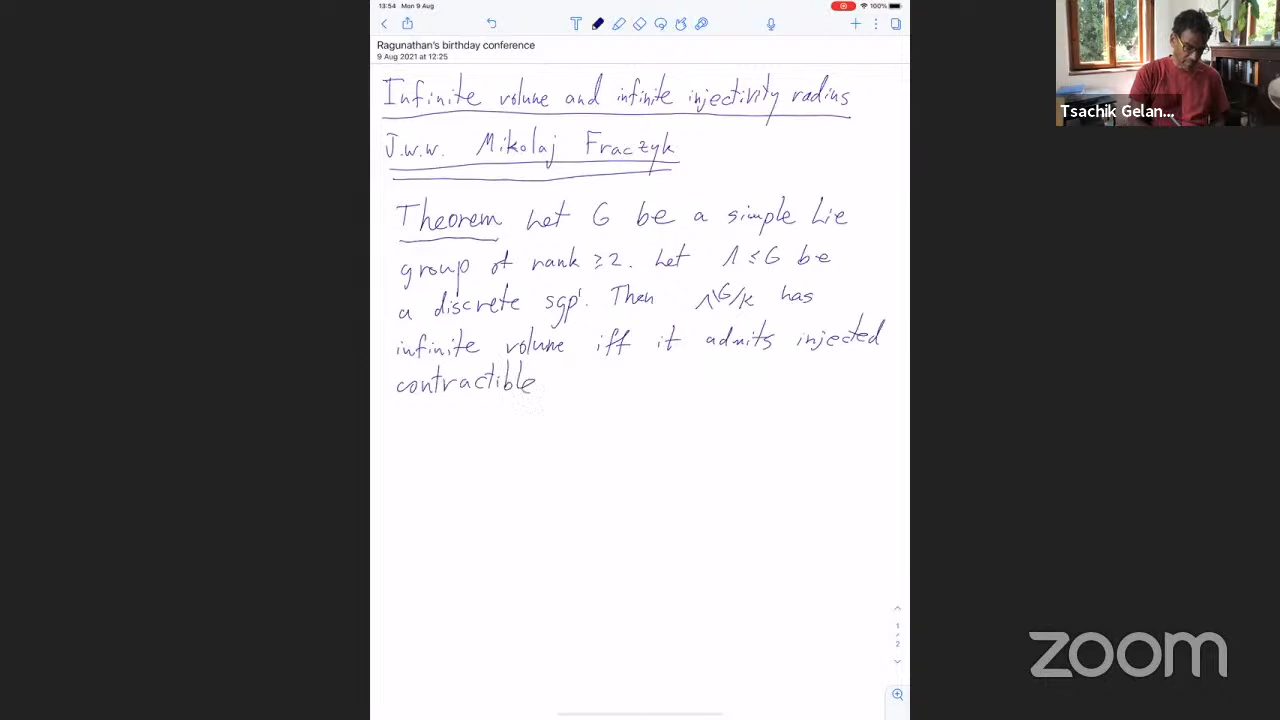 13:54 Mon 9 Aug
100%
Ragunathan's birthday conference
9 Aug 2021 at 12:25
Infinite volume and infinite injectivity radius
J.w.w. Mikolaj Fraczyk
Theorem Let G be a simple Lie
group of rank ≥2. Let Λ ≤ G be
a discrete sgp'. Then Λ\G/K has
infinite volume iff it admits injected
contractible
1
2
Tsachik Gelan...
zoom